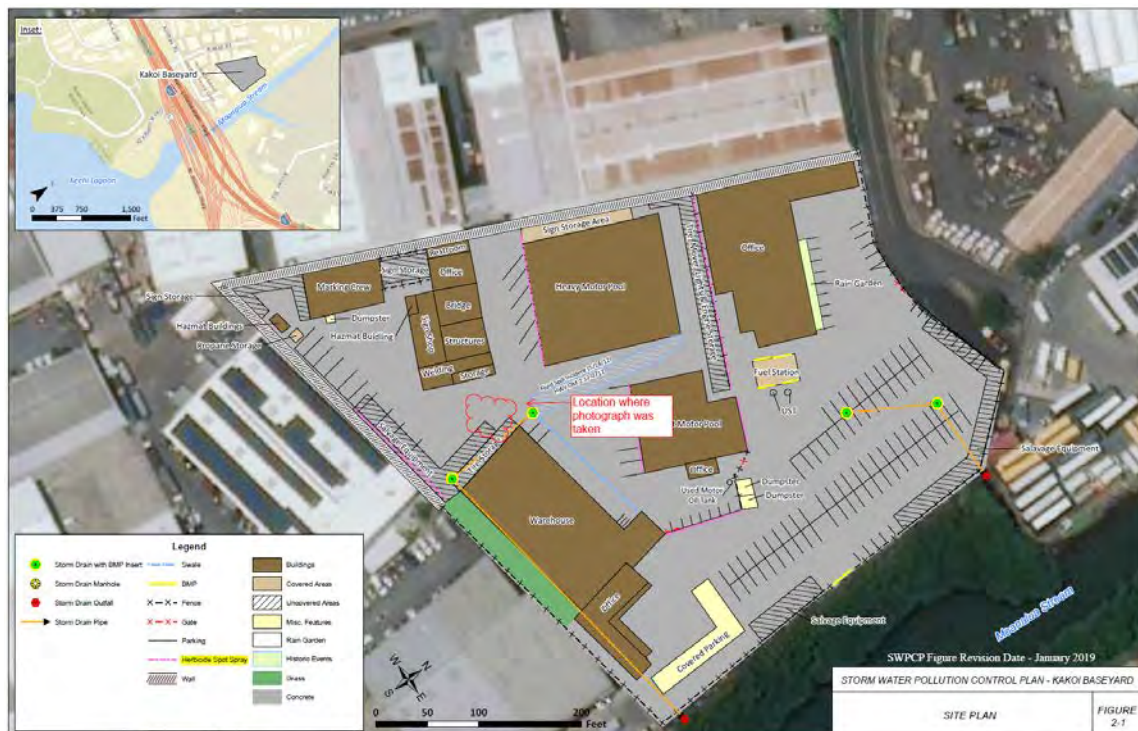 Inset:
Kakoi Baseyard
Moanalua Stream
Keehi Lagoon
0 375 750 1,500
Feet
Sign Storage Area
Restroom
Sign Storage
Office
Office
Marking Crew
Heavy Motor Pool
Rain Garden
Sign Storage
Bridge
Dumpster
Hazmat Buildings
Hazmat Building
Sign Shop
Structures
Propane Storage
Welding
Storage
Fuel Station
UST
Location where
photograph was
taken
Motor Pool
Office
Salavage Equipment
Used Motor
Oil Tank
Dumpster
Dumpster
Warehouse
Office
Covered Parking
Salvage Equipment
Moanalua Stream
Legend
Storm Drain with BMP Insert
Storm Drain Manhole
Storm Drain Outfall
Storm Drain Pipe
Swale
BMP
Fence
Gate
Parking
Herbicide Spot Spray
Wall
Buildings
Covered Areas
Uncovered Areas
Misc. Features
Rain Garden
Historic Events
Grass
Concrete
N
E
S
W
0 50 100 200
Feet
SWPCP Figure Revision Date - January 2019
STORM WATER POLLUTION CONTROL PLAN - KAKOI BASEYARD
SITE PLAN
FIGURE
2-1